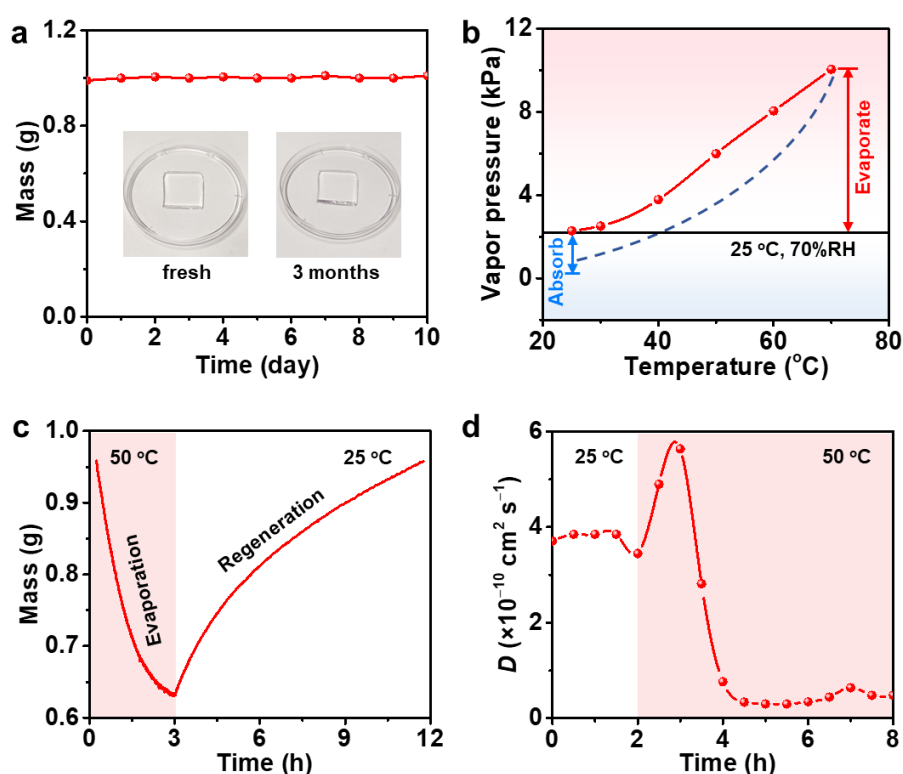 a
1.2
0.8
0.4
0.0
Mass (g)
fresh
3 months
0 2 4 6 8 10
Time (day)
b
12
8
4
0
Vapor pressure (kPa)
Evaporate
Absorb
25 °C, 70%RH
20 40 60 80
Temperature (°C)
c
1.0
0.9
0.8
0.7
0.6
Mass (g)
50 °C
25 °C
Evaporation
Regeneration
0 3 6 9 12
Time (h)
d
6
4
2
0
D (×10⁻¹⁰ cm² s⁻¹)
25 °C
50 °C
0 2 4 6 8
Time (h)